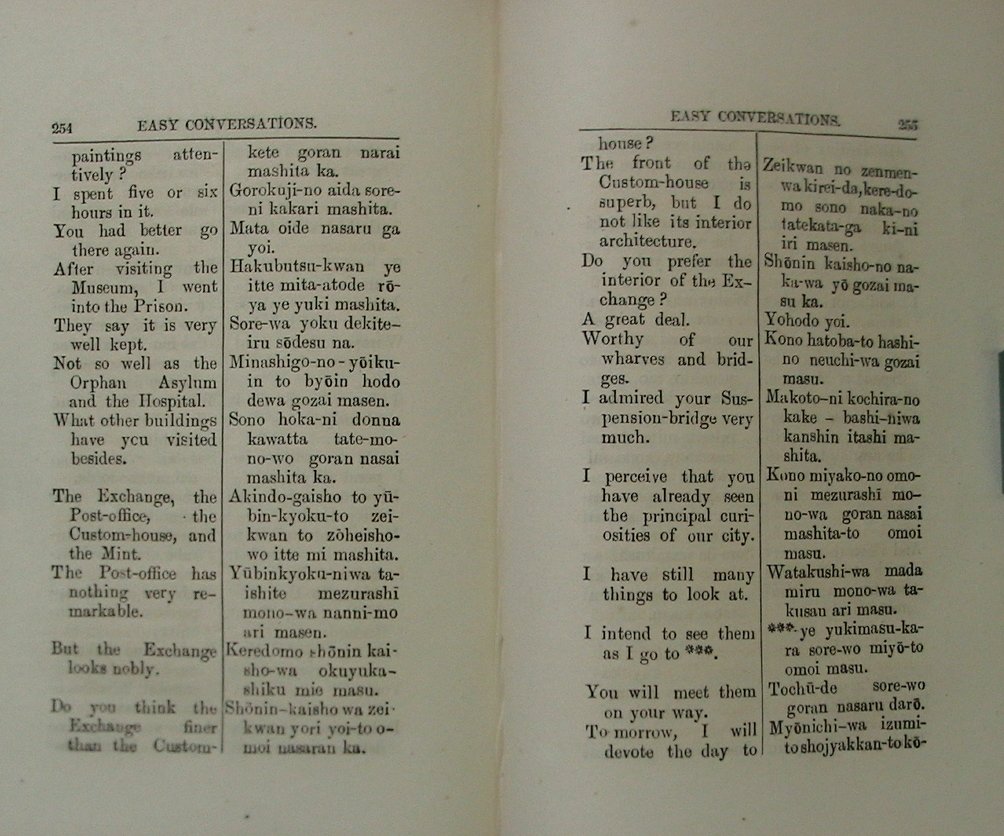 254 EASY CONVERSATIONS.
paintings atten-
tively ?
I spent five or six
hours in it.
You had better go
there again.
After visiting the
Museum, I went
into the Prison.
They say it is very
well kept.
Not so well as the
Orphan Asylum
and the Hospital.
What other buildings
have ycu visited
besides.
The Exchange, the
Post-office, the
Custom-house, and
the Mint.
The Post-office has
nothing very re-
markable.
But the Exchange
looks nobly.
Do you think the
Exchange finer
than the Custom-
kete goran narai
mashita ka.
Gorokuji-no aida sore-
ni kakari mashita.
Mata oide nasaru ga
yoi.
Hakubutsu-kwan ye
itte mita-atode rō-
ya ye yuki mashita.
Sore-wa yoku dekite-
iru sōdesu na.
Minashigo-no-yōiku-
in to byōin hodo
dewa gozai masen.
Sono hoka-ni donna
kawatta tate-mo-
no-wo goran nasai
mashita ka.
Akindo-gaisho to yū-
bin-kyoku-to zei-
kwan to zōheisho-
wo itte mi mashita.
Yūbinkyoku-niwa ta-
ishite mezurashi
mono-wa nanni-mo
ari masen.
Keredomo shōnin kai-
sho-wa okuyuka-
shiku mie masu.
Shōnin-kaisho wa zei-
kwan yori yoi-to o-
moi nasaran ka.
EASY CONVERSATIONS. 255
house ?
The front of the
Custom-house is
superb, but I do
not like its interior
architecture.
Do you prefer the
interior of the Ex-
change ?
A great deal.
Worthy of our
wharves and brid-
ges.
I admired your Sus-
pension-bridge very
much.
I perceive that you
have already seen
the principal curi-
osities of our city.
I have still many
things to look at.
I intend to see them
as I go to ***.
You will meet them
on your way.
To morrow, I will
devote the day to
Zeikwan no zenmen-
wa kirei-da, kere-do-
mo sono naka-no
tatekata-ga ki-ni
iri masen.
Shōnin kaisho-no na-
ka-wa yō gozai ma-
su ka.
Yohodo yoi.
Kono hatoba-to hashi-
no neuchi-wa gozai
masu.
Makoto-ni kochira-no
kake - bashi-niwa
kanshin itashi ma-
shita.
Kono miyako-no omo-
ni mezurashi mo-
no-wa goran nasai
mashita-to omoi
masu.
Watakushi-wa mada
miru mono-wa ta-
kusan ari masu.
***-ye yukimasu-ka-
ra sore-wo miyō-to
omoi masu.
Tochū-de sore-wo
goran nasaru darō.
Myōnichi-wa izumi-
to shojyakkan-to kō-